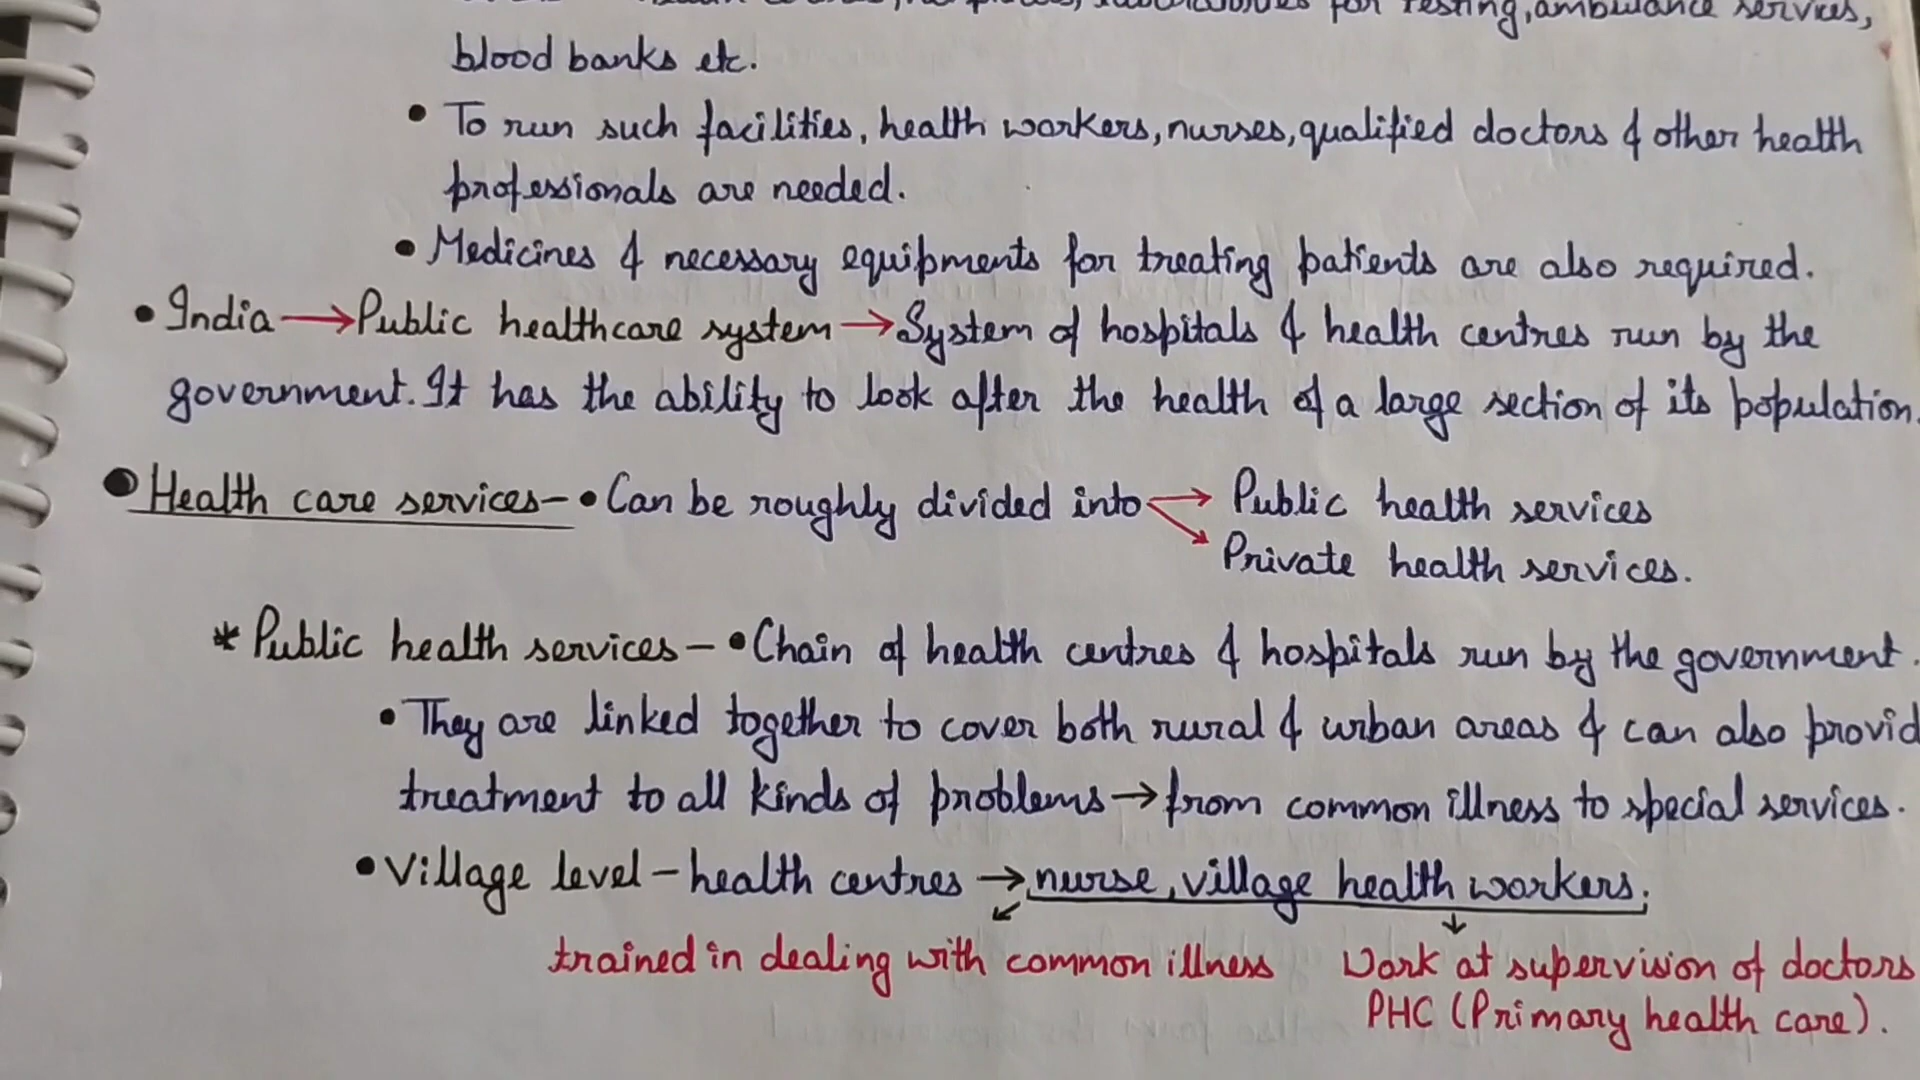 for testing, ambulance services,
blood banks etc.
• To run such facilities, health workers, nurses, qualified doctors & other health
professionals are needed.
• Medicines & necessary equipments for treating patients are also required.
• India → Public healthcare system → System of hospitals & health centres run by the
government. It has the ability to look after the health of a large section of its population.
• Health care services - • Can be roughly divided into → Public health services
→ Private health services.
* Public health services - • Chain of health centres & hospitals run by the government.
• They are linked together to cover both rural & urban areas & can also provid
treatment to all kinds of problems → from common illness to special services.
• Village level - health centres → nurse, village health workers.
trained in dealing with common illness
Work at supervision of doctors
PHC (Primary health care).